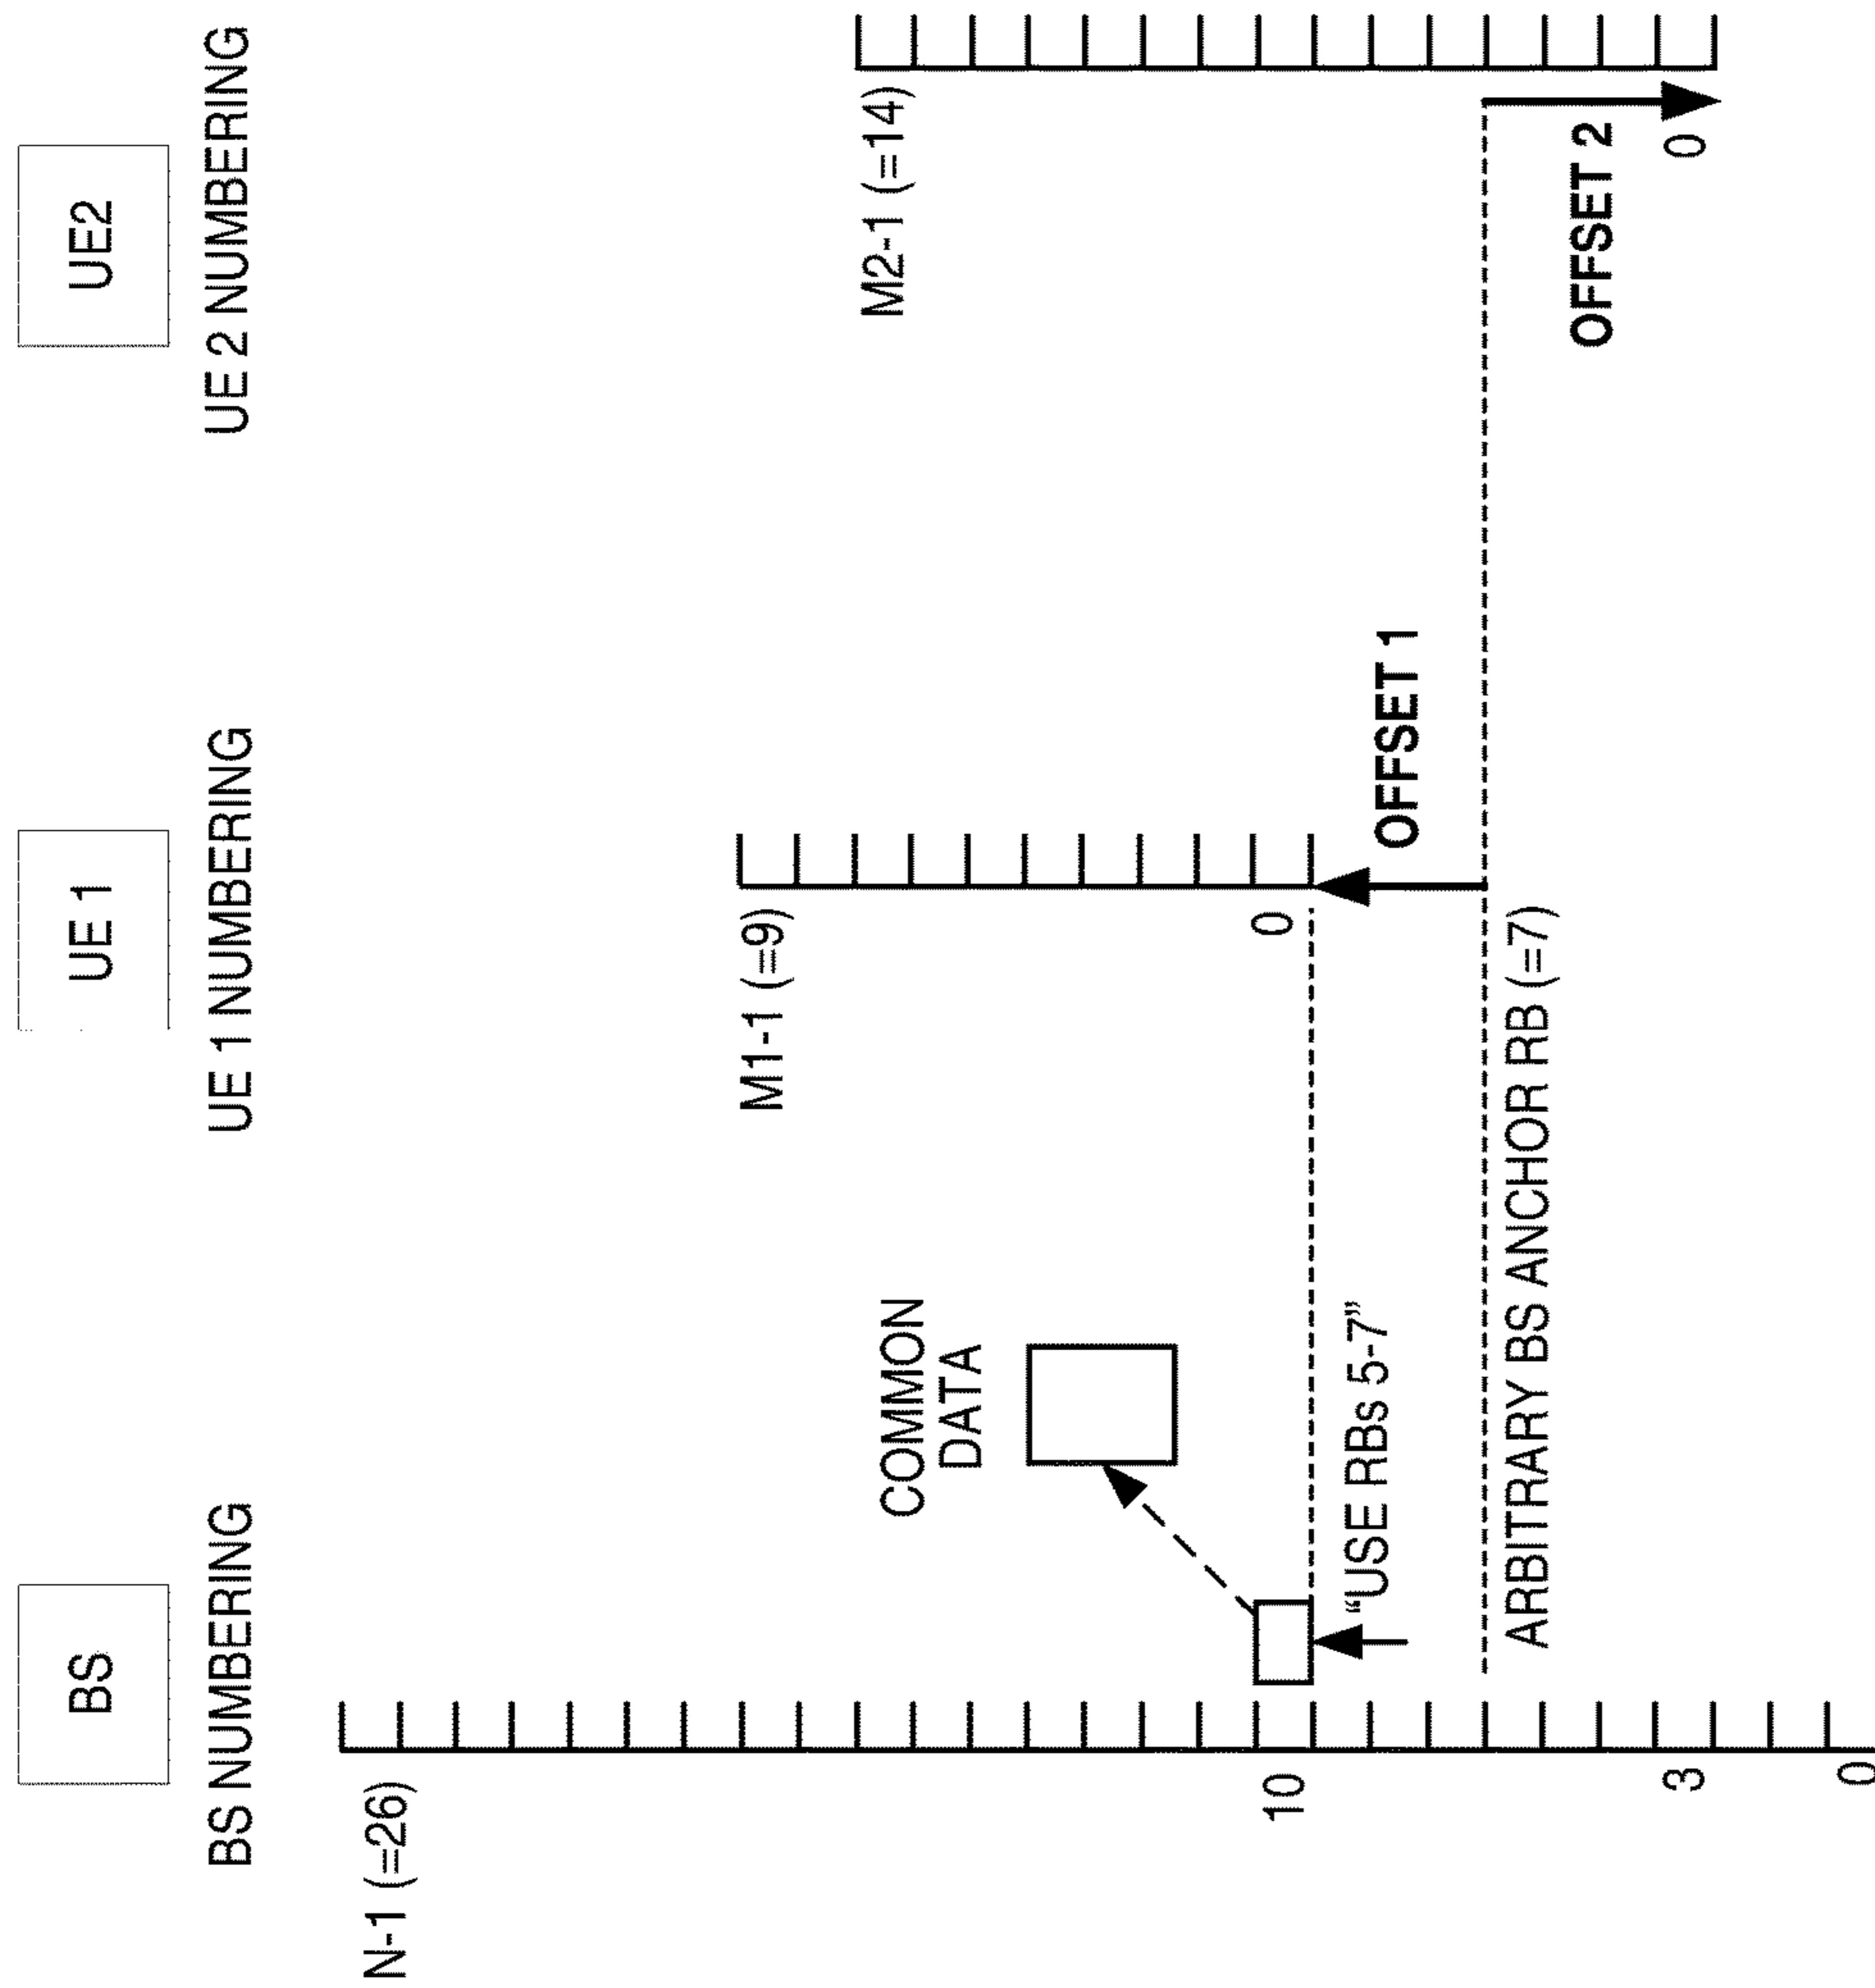 BS
UE 1
UE2
BS NUMBERING
UE 1 NUMBERING
UE 2 NUMBERING
N-1 (=26)
M1-1 (=9)
M2-1 (=14)
COMMON
DATA
10
0
"USE RBs 5-7"
OFFSET 1
ARBITRARY BS ANCHOR RB (=7)
OFFSET 2
3
0
0